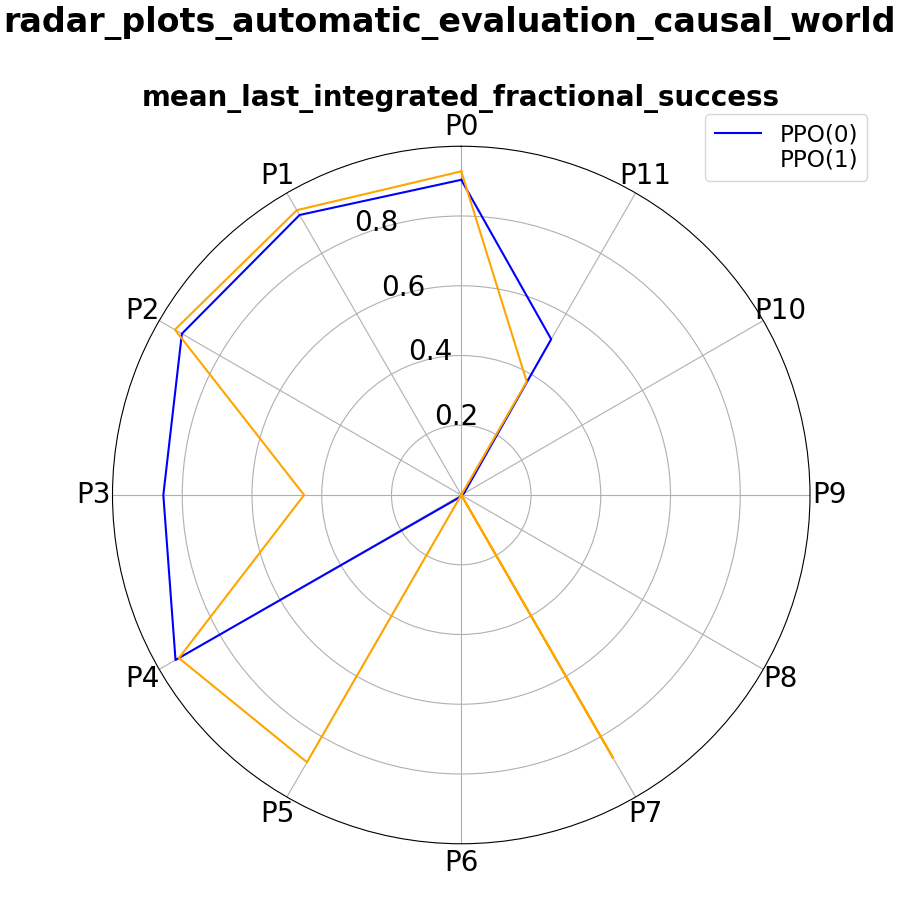 radar_plots_automatic_evaluation_causal_world
mean_last_integrated_fractional_success
PPO(0)
PPO(1)
P0
P1
P11
0.8
0.6
P2
P10
0.4
0.2
P3
P9
P4
P8
P5
P7
P6